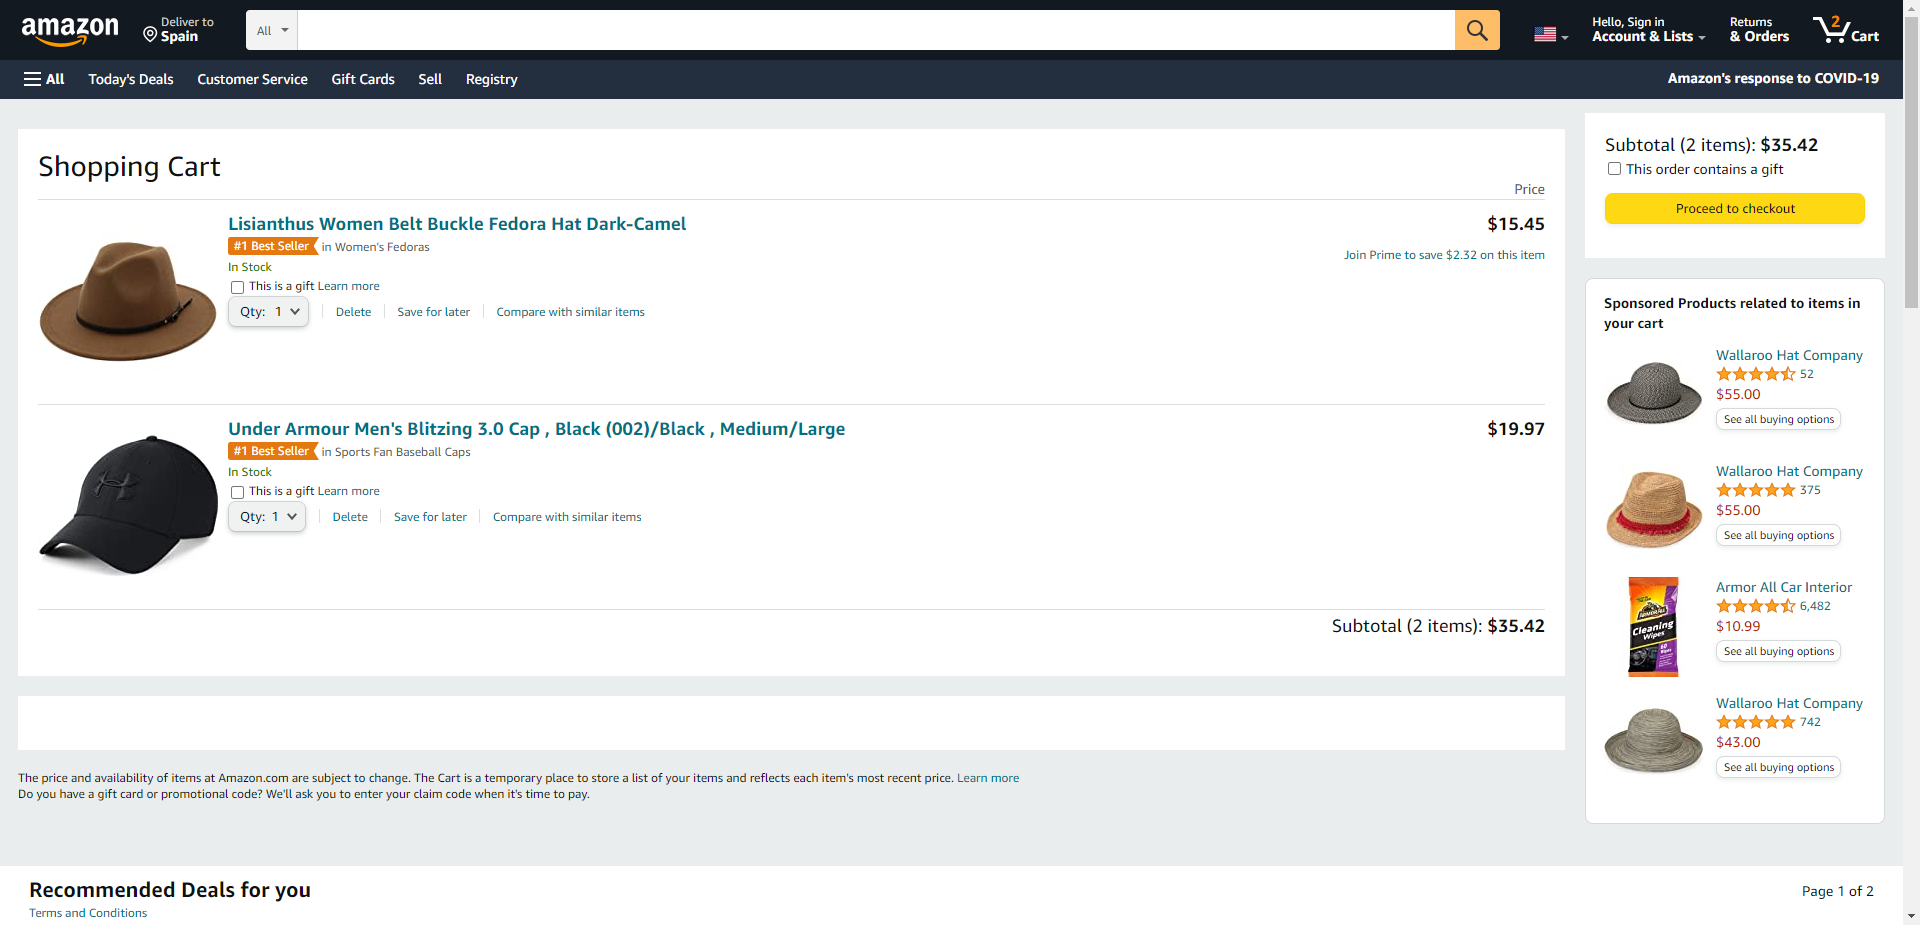 amazon
Deliver to
Spain
All
Hello, Sign in
Account & Lists
Returns
& Orders
2
Cart
All
Today's Deals
Customer Service
Gift Cards
Sell
Registry
Amazon's response to COVID-19
Shopping Cart
Price
Lisianthus Women Belt Buckle Fedora Hat Dark-Camel
$15.45
#1 Best Seller in Women's Fedoras
Join Prime to save $2.32 on this item
In Stock
This is a gift Learn more
Qty: 1
Delete
Save for later
Compare with similar items
Under Armour Men's Blitzing 3.0 Cap , Black (002)/Black , Medium/Large
$19.97
#1 Best Seller in Sports Fan Baseball Caps
In Stock
This is a gift Learn more
Qty: 1
Delete
Save for later
Compare with similar items
Subtotal (2 items): $35.42
The price and availability of items at Amazon.com are subject to change. The Cart is a temporary place to store a list of your items and reflects each item's most recent price. Learn more
Do you have a gift card or promotional code? We'll ask you to enter your claim code when it's time to pay.
Subtotal (2 items): $35.42
This order contains a gift
Proceed to checkout
Sponsored Products related to items in
your cart
Wallaroo Hat Company
52
$55.00
See all buying options
Wallaroo Hat Company
375
$55.00
See all buying options
ARMORALL
Cleaning
Wipes
Armor All Car Interior
6,482
$10.99
See all buying options
Wallaroo Hat Company
742
$43.00
See all buying options
Recommended Deals for you
Page 1 of 2
Terms and Conditions